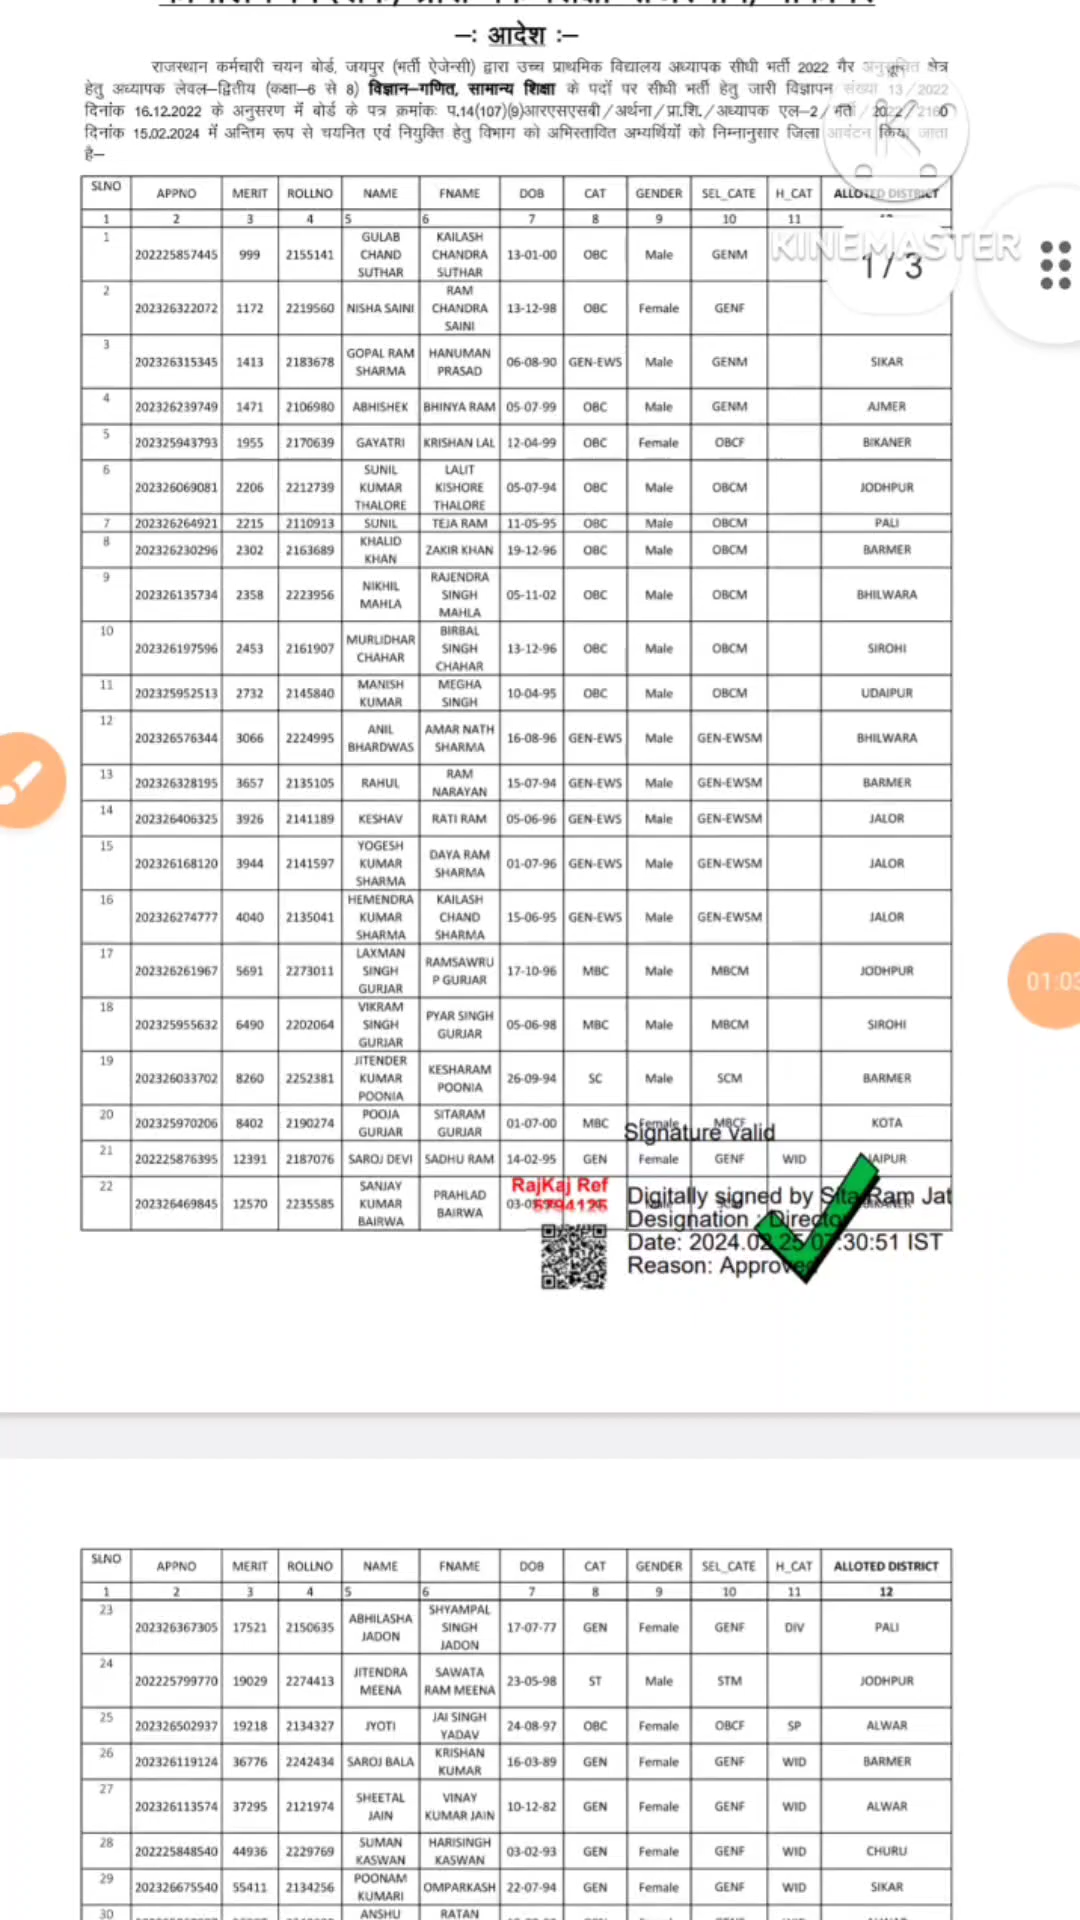 –: आदेश :–
राजस्थान कर्मचारी चयन बोर्ड, जयपुर (भर्ती ऐजेन्सी) द्वारा उच्च प्राथमिक विद्यालय अध्यापक सीधी भर्ती 2022 गैर अनुसूचित क्षेत्र
हेतु अध्यापक लेवल–द्वितीय (कक्षा–6 से 8) विज्ञान–गणित, सामान्य शिक्षा के पदों पर सीधी भर्ती हेतु जारी विज्ञापन संख्या 13/2022
दिनांक 16.12.2022 के अनुसरण में बोर्ड के पत्र क्रमांकः प.14(107)(9)आरएसएसबी/अर्थना/प्रा.शि./अध्यापक एल–2/भर्ती/2022/2160
दिनांक 15.02.2024 में अन्तिम रूप से चयनित एवं नियुक्ति हेतु विभाग को अभिस्तावित अभ्यर्थियों को निम्नानुसार जिला आवंटन किया जाता
है–
SLNO APPNO MERIT ROLLNO NAME FNAME DOB CAT GENDER SEL_CATE H_CAT ALLOTED DISTRICT
1 2 3 4 5 6 7 8 9 10 11
KINEMASTER
1 / 3
1 202225857445 999 2155141 GULAB CHAND SUTHAR KAILASH CHANDRA SUTHAR 13-01-00 OBC Male GENM
2 202326322072 1172 2219560 NISHA SAINI RAM CHANDRA SAINI 13-12-98 OBC Female GENF
3 202326315345 1413 2183678 GOPAL RAM SHARMA HANUMAN PRASAD 06-08-90 GEN-EWS Male GENM SIKAR
4 202326239749 1471 2106980 ABHISHEK BHINYA RAM 05-07-99 OBC Male GENM AJMER
5 202325943793 1955 2170639 GAYATRI KRISHAN LAL 12-04-99 OBC Female OBCF BIKANER
6 202326069081 2206 2212739 SUNIL KUMAR THALORE LALIT KISHORE THALORE 05-07-94 OBC Male OBCM JODHPUR
7 202326264921 2215 2110913 SUNIL TEJA RAM 11-05-95 OBC Male OBCM PALI
8 202326230296 2302 2163689 KHALID KHAN ZAKIR KHAN 19-12-96 OBC Male OBCM BARMER
9 202326135734 2358 2223956 NIKHIL MAHLA RAJENDRA SINGH MAHLA 05-11-02 OBC Male OBCM BHILWARA
10 202326197596 2453 2161907 MURLIDHAR CHAHAR BIRBAL SINGH CHAHAR 13-12-96 OBC Male OBCM SIROHI
11 202325952513 2732 2145840 MANISH KUMAR MEGHA SINGH 10-04-95 OBC Male OBCM UDAIPUR
12 202326576344 3066 2224995 ANIL BHARDWAS AMAR NATH SHARMA 16-08-96 GEN-EWS Male GEN-EWSM BHILWARA
13 202326328195 3657 2135105 RAHUL RAM NARAYAN 15-07-94 GEN-EWS Male GEN-EWSM BARMER
14 202326406325 3926 2141189 KESHAV RATI RAM 05-06-96 GEN-EWS Male GEN-EWSM JALOR
15 202326168120 3944 2141597 YOGESH KUMAR SHARMA DAYA RAM SHARMA 01-07-96 GEN-EWS Male GEN-EWSM JALOR
16 202326274777 4040 2135041 HEMENDRA KUMAR SHARMA KAILASH CHAND SHARMA 15-06-95 GEN-EWS Male GEN-EWSM JALOR
17 202326261967 5691 2273011 LAXMAN SINGH GURJAR RAMSAWRU P GURJAR 17-10-96 MBC Male MBCM JODHPUR
01:03
18 202325955632 6490 2202064 VIKRAM SINGH GURJAR PYAR SINGH GURJAR 05-06-98 MBC Male MBCM SIROHI
19 202326033702 8260 2252381 JITENDER KUMAR POONIA KESHARAM POONIA 26-09-94 SC Male SCM BARMER
20 202325970206 8402 2190274 POOJA GURJAR SITARAM GURJAR 01-07-00 MBC Female MBCF KOTA
Signature valid
21 202225876395 12391 2187076 SAROJ DEVI SADHU RAM 14-02-95 GEN Female GENF WID JAIPUR
22 202326469845 12570 2235585 SANJAY KUMAR BAIRWA PRAHLAD BAIRWA BIKANER
RajKaj Ref
5794126
Digitally signed by Sita Ram Jat
Designation : Director
Date: 2024.02.25 07:30:51 IST
Reason: Approved
SLNO APPNO MERIT ROLLNO NAME FNAME DOB CAT GENDER SEL_CATE H_CAT ALLOTED DISTRICT
1 2 3 4 5 6 7 8 9 10 11 12
23 202326367305 17521 2150635 ABHILASHA JADON SHYAMPAL SINGH JADON 17-07-77 GEN Female GENF DIV PALI
24 202225799770 19029 2274413 JITENDRA MEENA SAWATA RAM MEENA 23-05-98 ST Male STM JODHPUR
25 202326502937 19218 2134327 JYOTI JAI SINGH YADAV 24-08-97 OBC Female OBCF SP ALWAR
26 202326119124 36776 2242434 SAROJ BALA KRISHAN KUMAR 16-03-89 GEN Female GENF WID BARMER
27 202326113574 37295 2121974 SHEETAL JAIN VINAY KUMAR JAIN 10-12-82 GEN Female GENF WID ALWAR
28 202225848540 44936 2229769 SUMAN KASWAN HARISINGH KASWAN 03-02-93 GEN Female GENF WID CHURU
29 202326675540 55411 2134256 POONAM KUMARI OMPARKASH 22-07-94 GEN Female GENF WID SIKAR
30 ANSHU RATAN